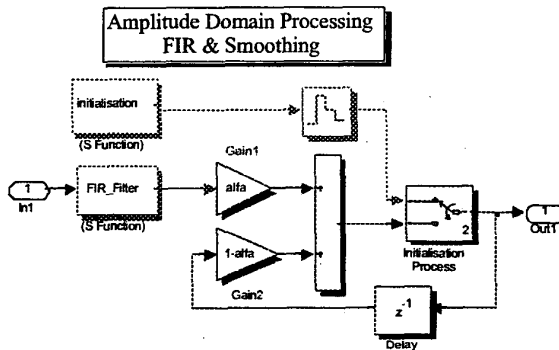 Amplitude Domain Processing
FIR & Smoothing
initialisation
(S Function)
Gain1
1
In1
FIR_Filter
(S Function)
alfa
1-alfa
Gain2
2
Initialisation
Process
1
Out1
z-1
Delay